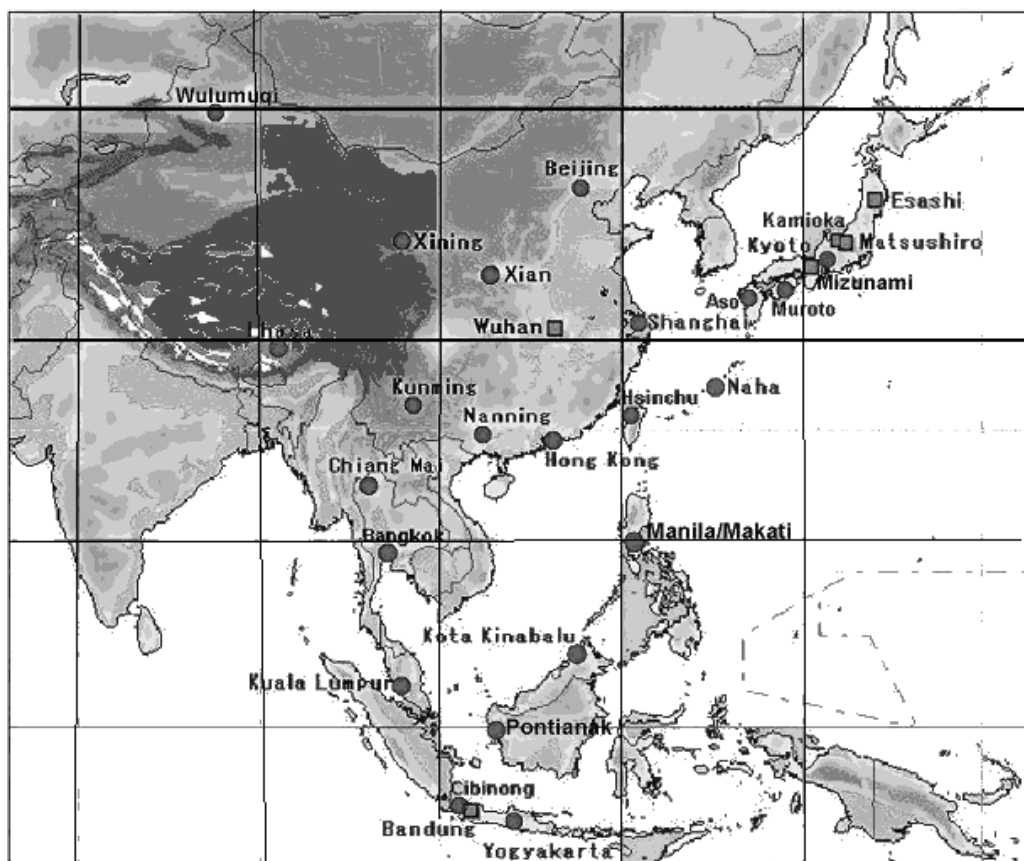 Wulumuqi
Beijing
Esashi
Kamioka
Xining
Kyoto
Matsushiro
Xian
Mizunami
Aso
Muroto
Wuhan
Shanghai
Lhasa
Kunming
Naha
Hsinchu
Nanning
Hong Kong
Chiang Mai
Bangkok
Manila/Makati
Kota Kinabalu
Kuala Lumpur
Pontianak
Cibinong
Bandung
Yogyakarta